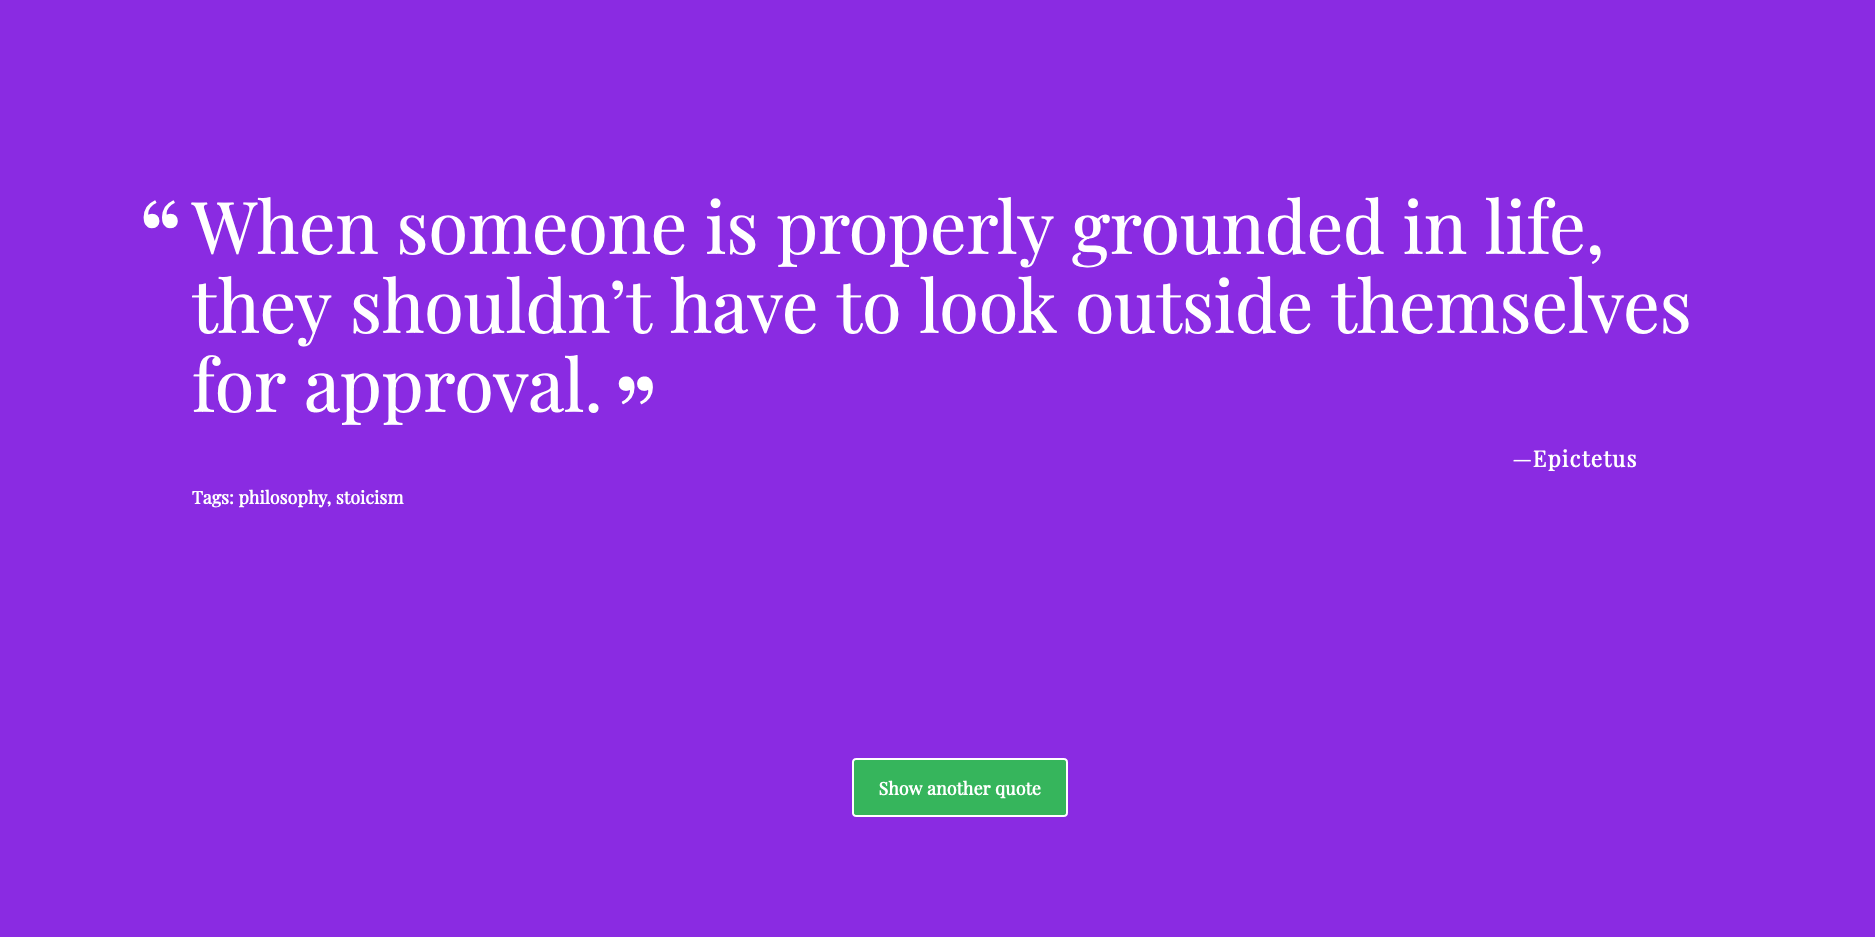 “When someone is properly grounded in life,
they shouldn’t have to look outside themselves
for approval.”
—Epictetus
Tags: philosophy, stoicism
Show another quote